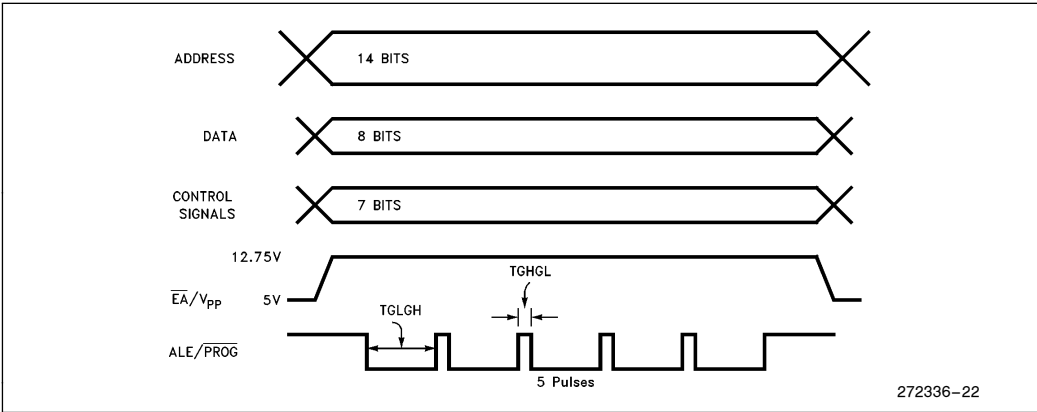 ADDRESS
14 BITS
DATA
8 BITS
CONTROL
SIGNALS
7 BITS
12.75V
EA/VPP
5V
TGHGL
TGLGH
ALE/PROG
5 Pulses
272336–22